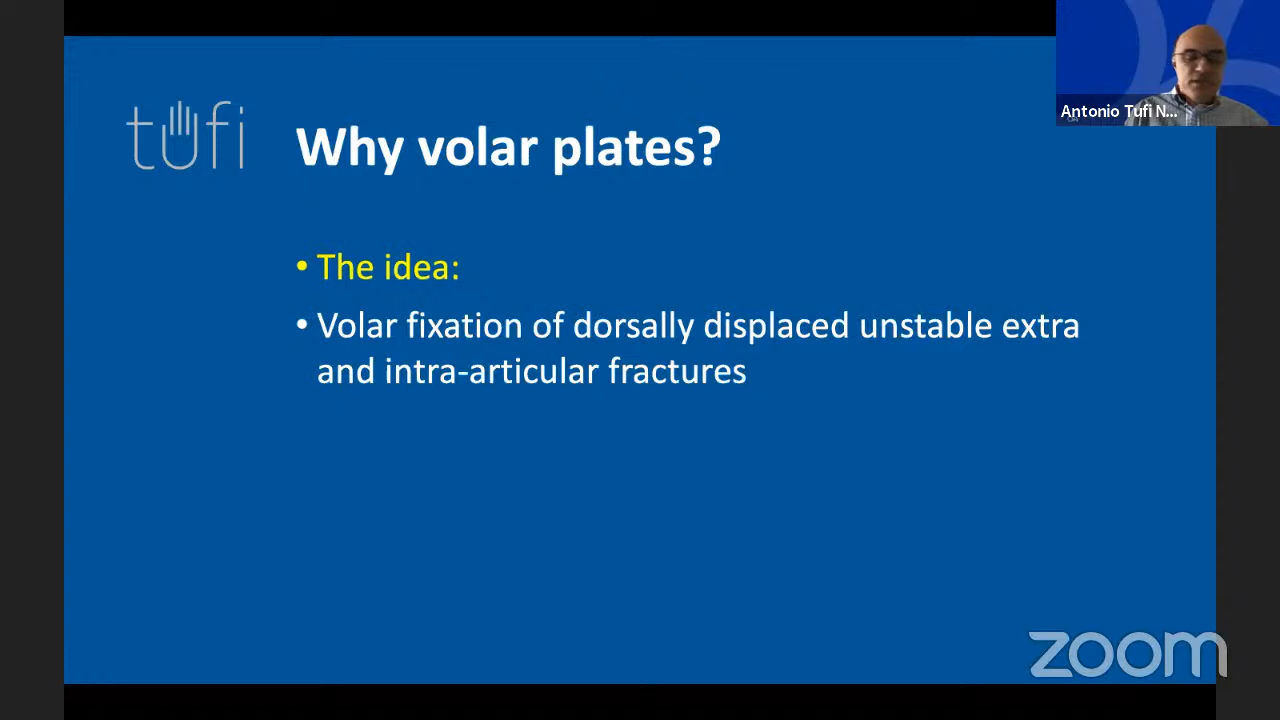 tufi
Why volar plates?
• The idea:
• Volar fixation of dorsally displaced unstable extra
and intra-articular fractures
Antonio Tufi N...
zoom